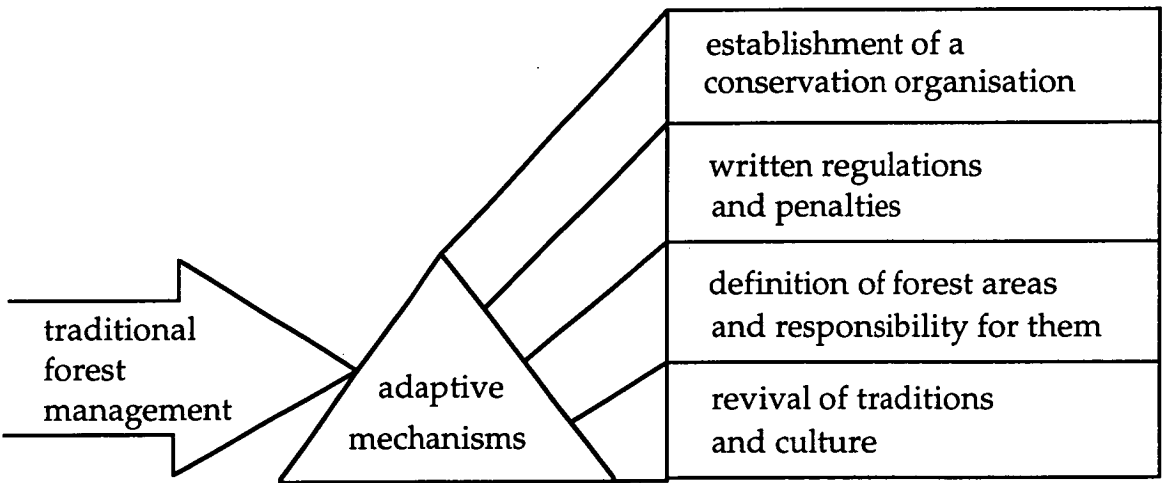 establishment of a
conservation organisation
written regulations
and penalties
definition of forest areas
and responsibility for them
revival of traditions
and culture
traditional
forest
management
adaptive
mechanisms